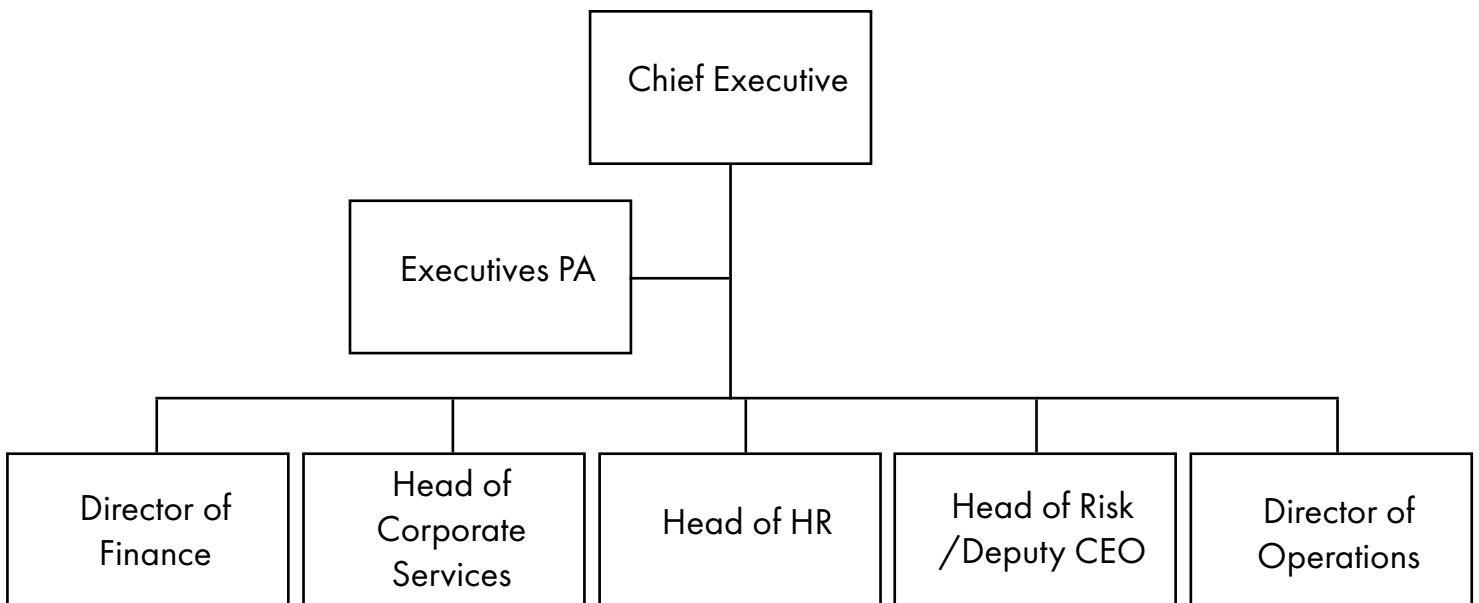 Chief Executive
Executives PA
Director of
Finance
Head of
Corporate
Services
Head of HR
Head of Risk
/Deputy CEO
Director of
Operations